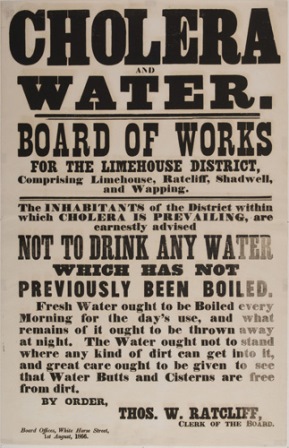 CHOLERA
AND
WATER.
BOARD OF WORKS
FOR THE LIMEHOUSE DISTRICT,
Comprising Limehouse, Ratcliff, Shadwell,
and Wapping.
The INHABITANTS of the District within
which CHOLERA IS PREVAILING, are
earnestly advised
NOT TO DRINK ANY WATER
WHICH HAS NOT
PREVIOUSLY BEEN BOILED.
Fresh Water ought to be Boiled every
Morning for the day's use, and what
remains of it ought to be thrown away
at night. The Water ought not to stand
where any kind of dirt can get into it,
and great care ought to be given to see
that Water Butts and Cisterns are free
from dirt.
BY ORDER,
THOS. W. RATCLIFF,
CLERK OF THE BOARD.
Board Offices, White Horse Street,
1st August, 1866.